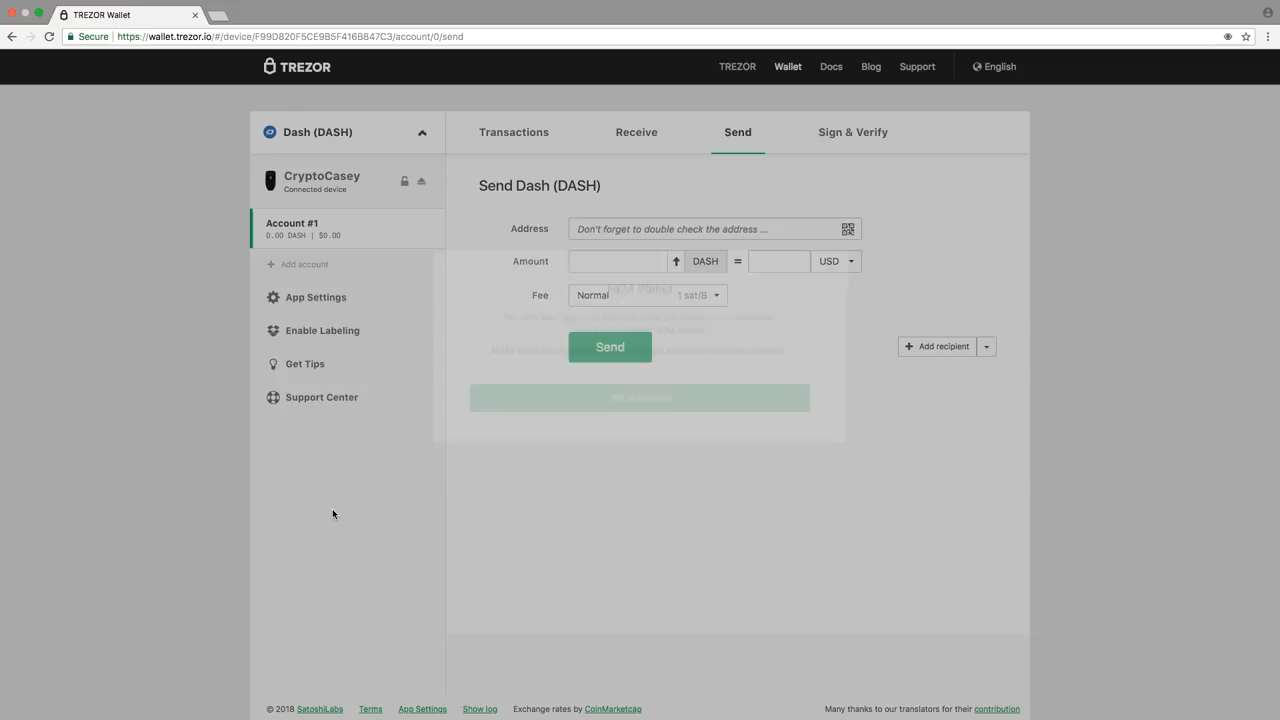 TREZOR Wallet
Secure https://wallet.trezor.io/#/device/F99D820F5CE9B5F416B847C3/account/0/send
TREZOR
TREZOR Wallet Docs Blog Support English
Dash (DASH)
Transactions Receive Send Sign & Verify
CryptoCasey
Connected device
Send Dash (DASH)
Account #1
0.00 DASH | $0.00
Address Don't forget to double check the address ...
Add account
Amount DASH = USD
App Settings
Fee Normal 1 sat/B
Enable Labeling
Send
Add recipient
Get Tips
Support Center
© 2018 SatoshiLabs Terms App Settings Show log Exchange rates by CoinMarketcap Many thanks to our translators for their contribution